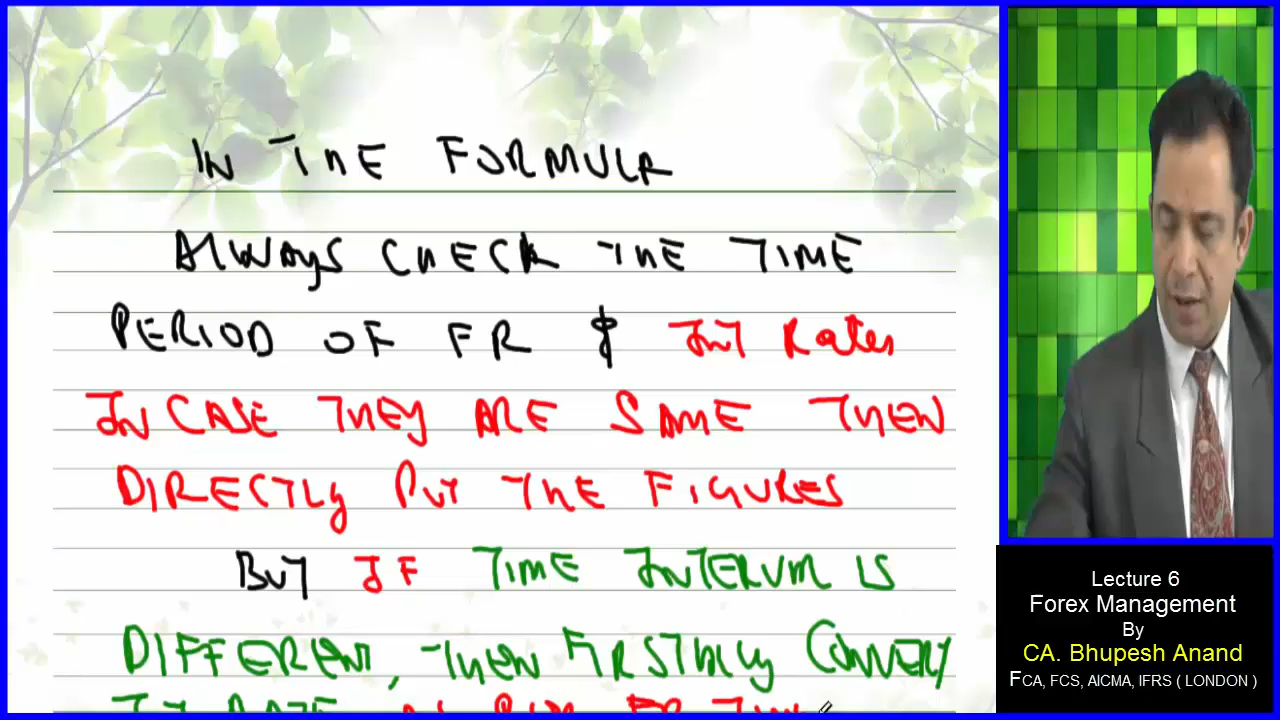 IN THE FORMULA
ALWAYS CHECK THE TIME
PERIOD OF FR & INT Rates
IN CASE THEY ARE SAME THEN
DIRECTLY PUT THE FIGURES
BUT IF TIME INTERVAL IS
DIFFERENT, THEN FIRSTLY CONVERT
RATE
Lecture 6
Forex Management
By
CA. Bhupesh Anand
FCA, FCS, AICMA, IFRS ( LONDON )